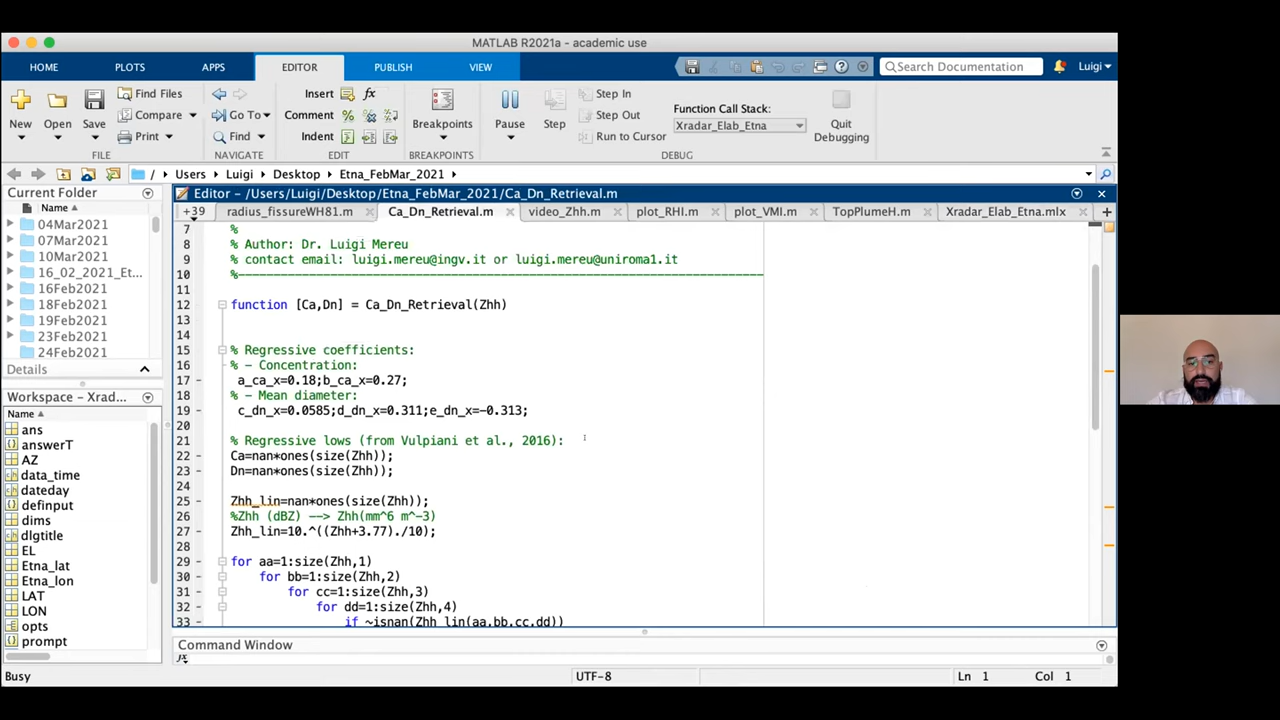 MATLAB R2021a - academic use
HOME PLOTS APPS EDITOR PUBLISH VIEW
Search Documentation
Luigi
New
Open
Save
Find Files
Compare
Print
FILE
Go To
Find
NAVIGATE
Insert
Comment
Indent
EDIT
Breakpoints
BREAKPOINTS
Pause
Step
Step In
Step Out
Run to Cursor
Function Call Stack:
Xradar_Elab_Etna
DEBUG
Quit
Debugging
/ Users Luigi Desktop Etna_FebMar_2021
Current Folder
Name
04Mar2021
07Mar2021
10Mar2021
16_02_2021_Et...
16Feb2021
18Feb2021
19Feb2021
23Feb2021
24Feb2021
Details
Workspace - Xrad...
Name
ans
answerT
AZ
data_time
dateday
definput
dims
dlgtitle
EL
Etna_lat
Etna_lon
LAT
LON
opts
prompt
Editor - /Users/Luigi/Desktop/Etna_FebMar_2021/Ca_Dn_Retrieval.m
+39 radius_fissureWH81.m Ca_Dn_Retrieval.m video_Zhh.m plot_RHI.m plot_VMI.m TopPlumeH.m Xradar_Elab_Etna.mlx
7 %
8 % Author: Dr. Luigi Mereu
9 % contact email: luigi.mereu@ingv.it or luigi.mereu@uniroma1.it
10 %--------------------------------------------------------------------------
11
12 function [Ca,Dn] = Ca_Dn_Retrieval(Zhh)
13
14
15 % Regressive coefficients:
16 % - Concentration:
17 a_ca_x=0.18;b_ca_x=0.27;
18 % - Mean diameter:
19 c_dn_x=0.0585;d_dn_x=0.311;e_dn_x=-0.313;
20
21 % Regressive lows (from Vulpiani et al., 2016):
22 Ca=nan*ones(size(Zhh));
23 Dn=nan*ones(size(Zhh));
24
25 Zhh_lin=nan*ones(size(Zhh));
26 %Zhh (dBZ) --> Zhh(mm^6 m^-3)
27 Zhh_lin=10.^((Zhh+3.77)./10);
28
29 for aa=1:size(Zhh,1)
30 for bb=1:size(Zhh,2)
31 for cc=1:size(Zhh,3)
32 for dd=1:size(Zhh,4)
33 if ~isnan(Zhh_lin(aa,bb,cc,dd))
Command Window
fx
Busy
UTF-8
Ln 1 Col 1